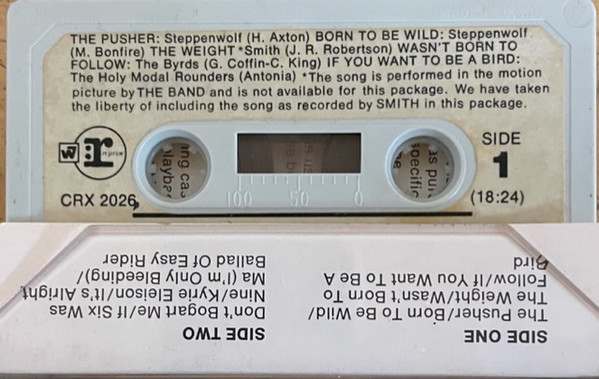 THE PUSHER: Steppenwolf (H. Axton) BORN TO BE WILD: Steppenwolf
(M. Bonfire) THE WEIGHT *Smith (J. R. Robertson) WASN'T BORN TO
FOLLOW: The Byrds (G. Coffin-C. King) IF YOU WANT TO BE A BIRD:
The Holy Modal Rounders (Antonia) *The song is performed in the motion
picture by THE BAND and is not available for this package. We have taken
the liberty of including the song as recorded by SMITH in this package.
W r
SIDE
1
CRX 2026
100 50 0
(18:24)
SIDE ONE
The Pusher/Born To Be Wild/
The Weight/Wasn't Born To
Follow/If You Want To Be A
Bird
SIDE TWO
Don't Bogart Me/If Six Was
Nine/Kyrie Eleison/It's Alright
Ma (I'm Only Bleeding)/
Ballad Of Easy Rider